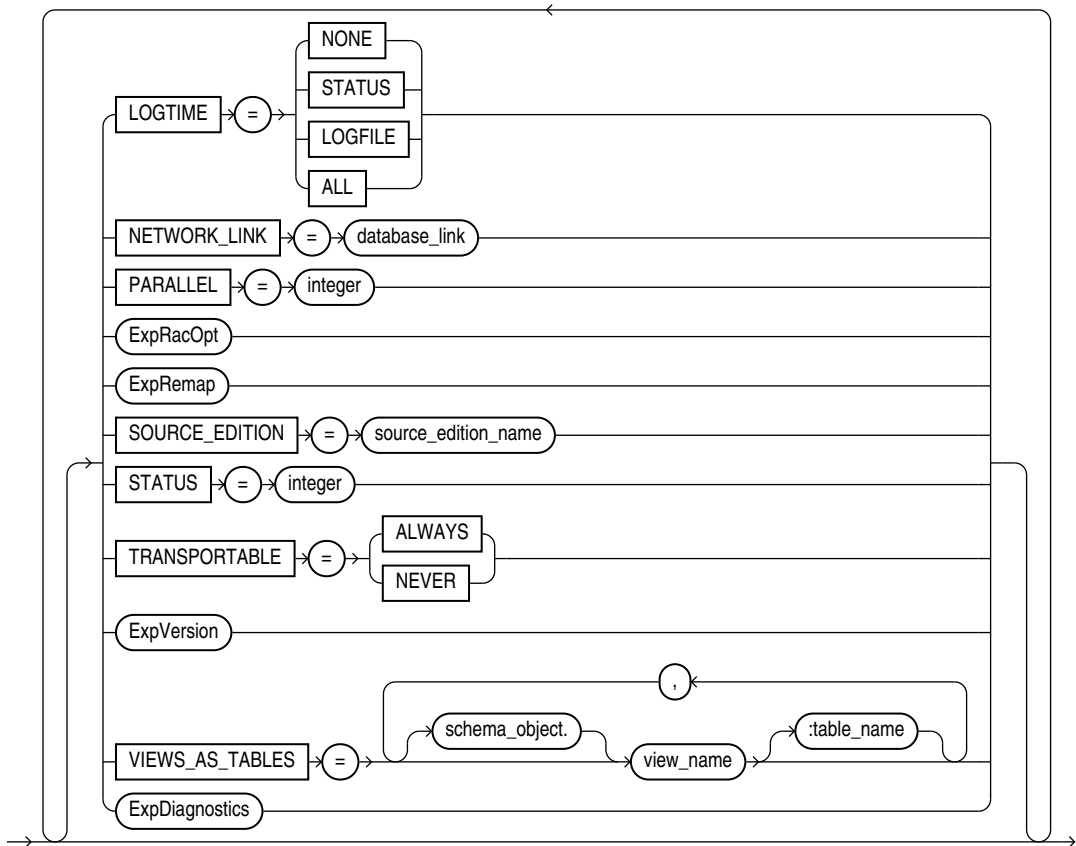 NONE
STATUS
LOGTIME = LOGFILE
ALL
NETWORK_LINK = database_link
PARALLEL = integer
ExpRacOpt
ExpRemap
SOURCE_EDITION = source_edition_name
STATUS = integer
ALWAYS
TRANSPORTABLE =
NEVER
ExpVersion
,
schema_object. :table_name
VIEWS_AS_TABLES = view_name
ExpDiagnostics